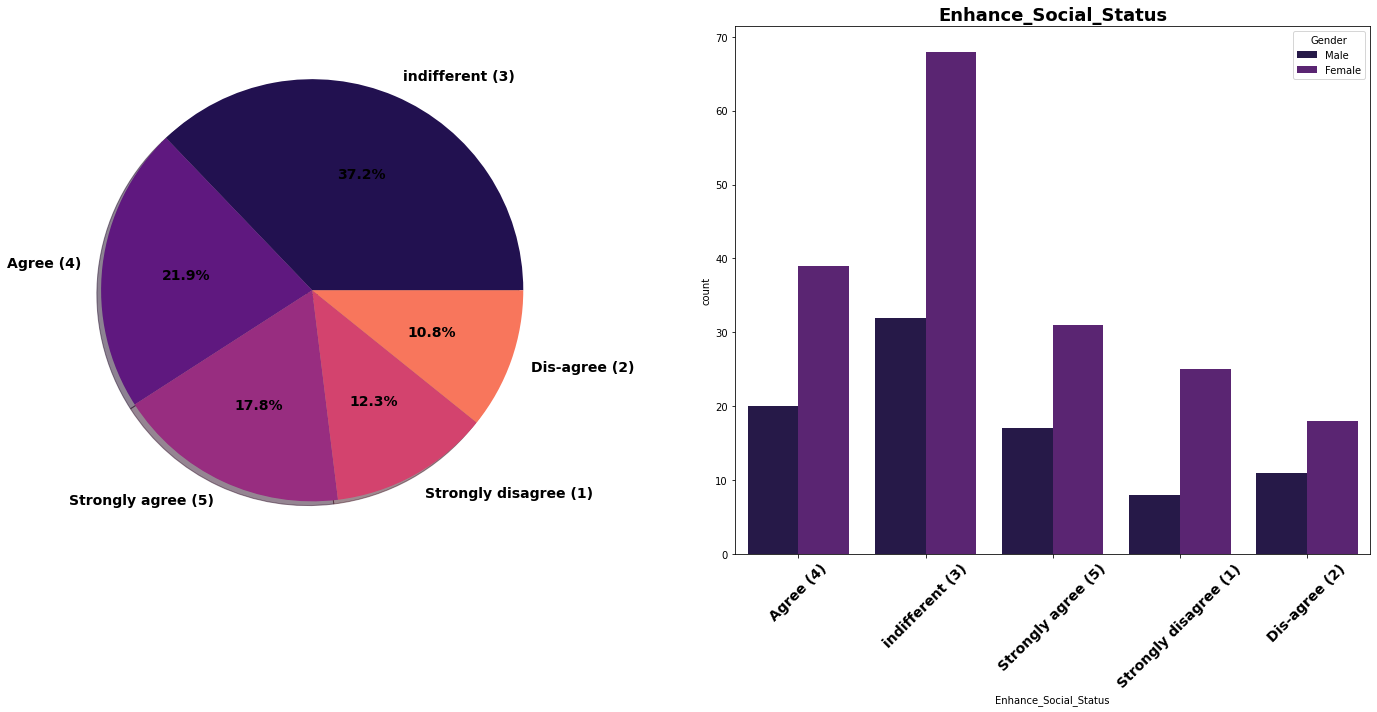 indifferent (3)
37.2%
Agree (4)
21.9%
10.8%
Dis-agree (2)
12.3%
17.8%
Strongly disagree (1)
Strongly agree (5)
Enhance_Social_Status
Gender
Male
Female
70
60
50
40
30
20
10
0
count
Agree (4)
indifferent (3)
Strongly agree (5)
Strongly disagree (1)
Dis-agree (2)
Enhance_Social_Status